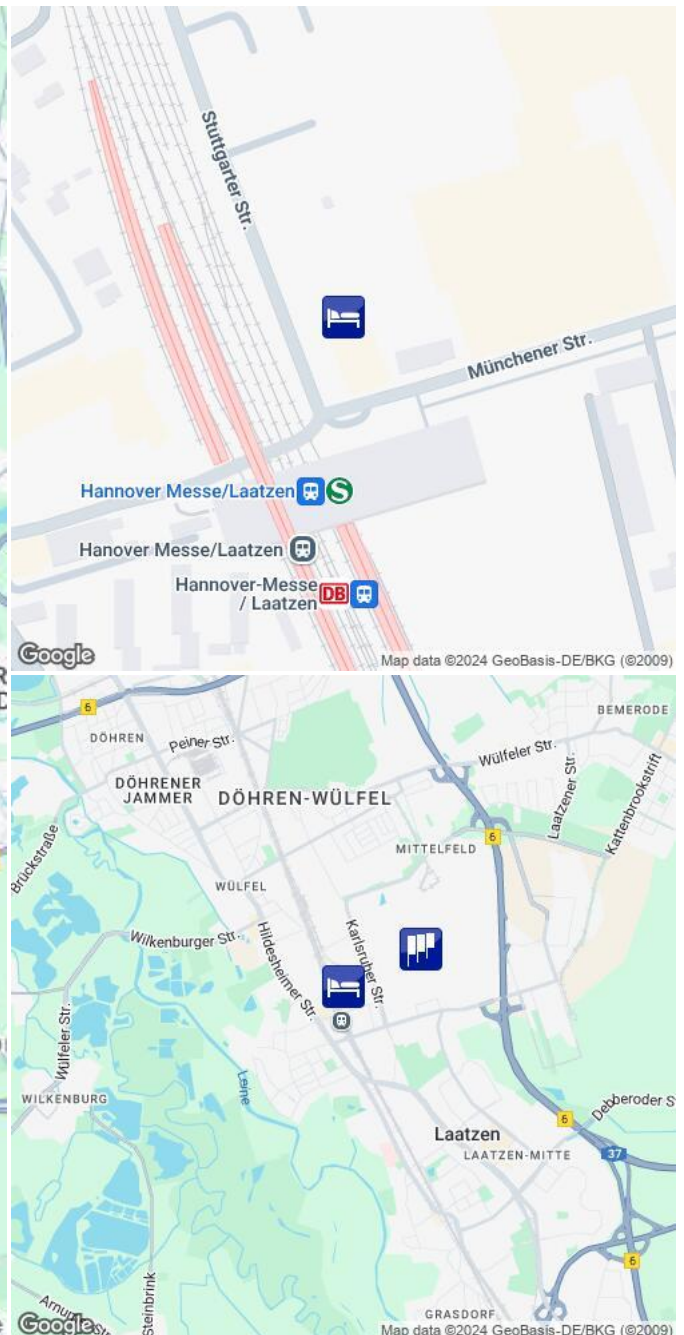 Stuttgarter Str.
Münchener Str.
Hannover Messe/Laatzen
S
Hanover Messe/Laatzen
Hannover-Messe
/ Laatzen
DB
Google
Map data ©2024 GeoBasis-DE/BKG (©2009)
6
BEMERODE
DÖHREN
Peiner Str.
Wülfeler Str.
DÖHRENER
JAMMER
DÖHREN-WÜLFEL
Laatzener Str.
Kattenbrookstrift
6
MITTELFELD
Brückstraße
WÜLFEL
Wilkenburger Str.
Hildesheimer Str.
Karlsruher Str.
Wülfeler Str.
Leine
WILKENBURG
Debberoder St
6
Laatzen
LAATZEN-MITTE
37
6
Steinbrink
GRASDORF
Google
Map data ©2024 GeoBasis-DE/BKG (©2009)